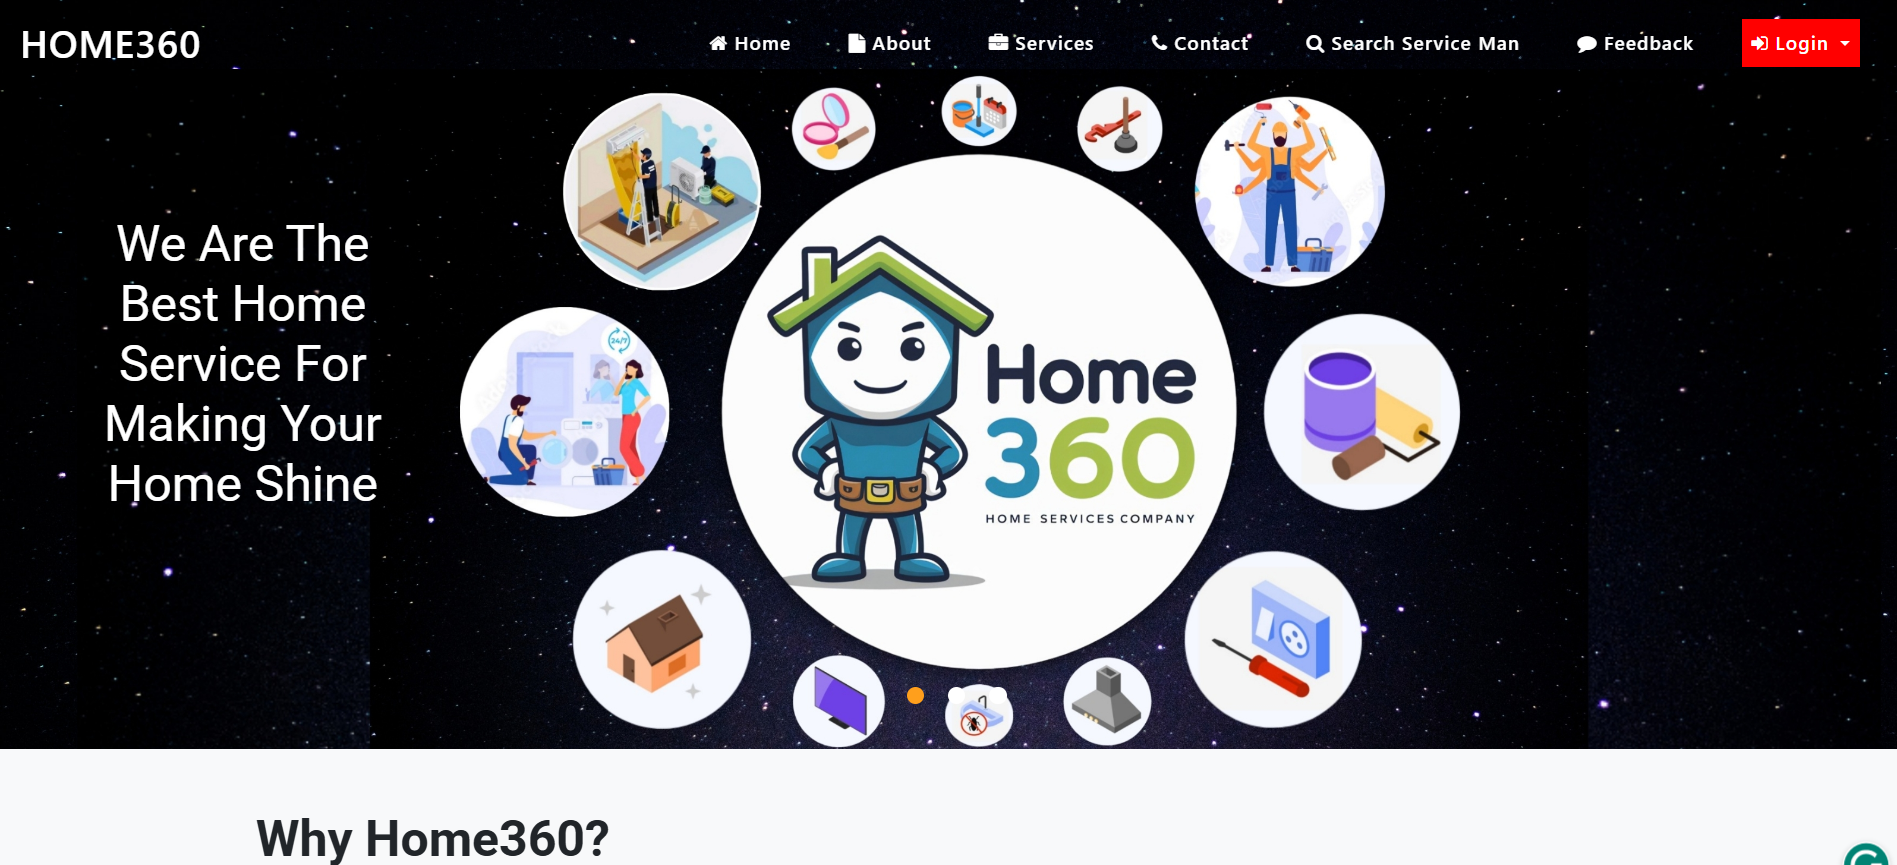 HOME360
Home
About
Services
Contact
Search Service Man
Feedback
Login
We Are The
Best Home
Service For
Making Your
Home Shine
24/7
Home
360
HOME SERVICES COMPANY
Why Home360?